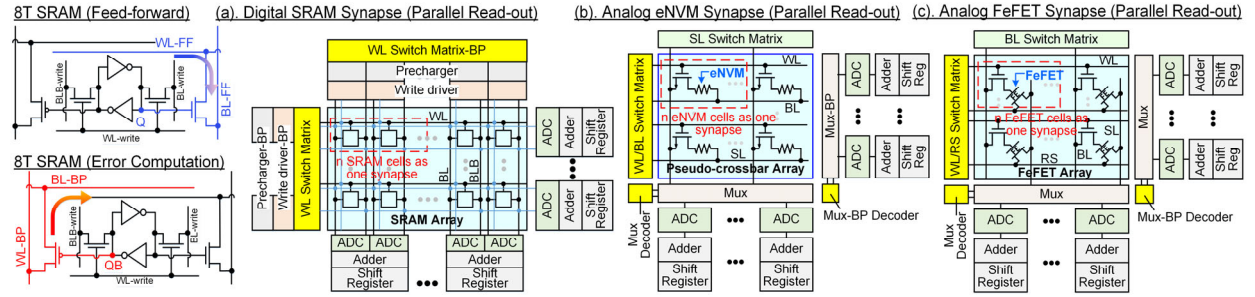 8T SRAM (Feed-forward)
WL-FF
BLB-write
BL-write
BL-FF
Q
WL-write
8T SRAM (Error Computation)
BL-BP
BLB-write
BL-write
WL-BP
QB
WL-write
(a). Digital SRAM Synapse (Parallel Read-out)
WL Switch Matrix-BP
Precharger
Write driver
Precharger-BP
Write driver-BP
WL Switch Matrix
WL
n SRAM cells as
one synapse
BL
BLB
SRAM Array
ADC
Adder
Shift
Register
ADC
Adder
Shift
Register
ADC
ADC
ADC
ADC
Adder
Adder
Shift
Register
Shift
Register
(b). Analog eNVM Synapse (Parallel Read-out)
SL Switch Matrix
WL/BL Switch Matrix
WL
eNVM
BL
n eNVM cells as one
synapse
SL
Pseudo-crossbar Array
Mux-BP
ADC
Adder
Shift
Reg
ADC
Adder
Shift
Reg
Mux
Mux
Decoder
Mux-BP Decoder
ADC
ADC
Adder
Adder
Shift
Register
Shift
Register
(c). Analog FeFET Synapse (Parallel Read-out)
BL Switch Matrix
WL/RS Switch Matrix
WL
FeFET
n FeFET cells as
one synapse
SL
RS
BL
FeFET Array
Mux-BP
ADC
Adder
Shift
Reg
ADC
Adder
Shift
Reg
Mux
Mux
Decoder
Mux-BP Decoder
ADC
ADC
Adder
Adder
Shift
Register
Shift
Register